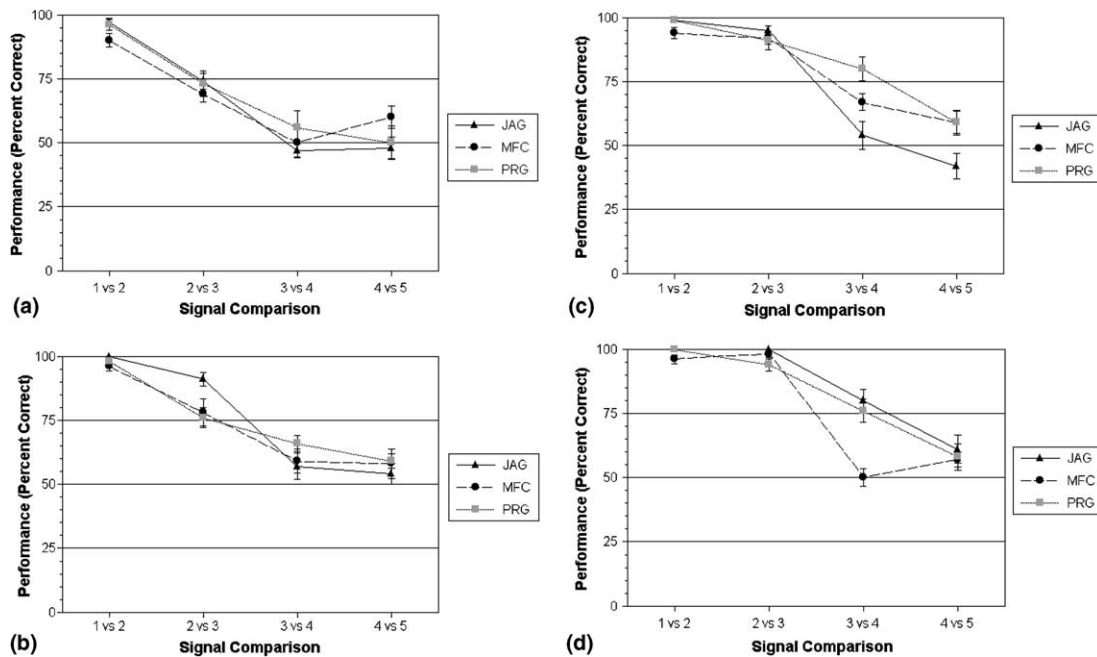 100
75
50
25
0
Performance (Percent Correct)
1 vs 2
2 vs 3
3 vs 4
4 vs 5
Signal Comparison
JAG
MFC
PRG
(a)
100
75
50
25
0
Performance (Percent Correct)
1 vs 2
2 vs 3
3 vs 4
4 vs 5
Signal Comparison
JAG
MFC
PRG
(b)
100
75
50
25
0
Performance (Percent Correct)
1 vs 2
2 vs 3
3 vs 4
4 vs 5
Signal Comparison
JAG
MFC
PRG
(c)
100
75
50
25
0
Performance (Percent Correct)
1 vs 2
2 vs 3
3 vs 4
4 vs 5
Signal Comparison
JAG
MFC
PRG
(d)